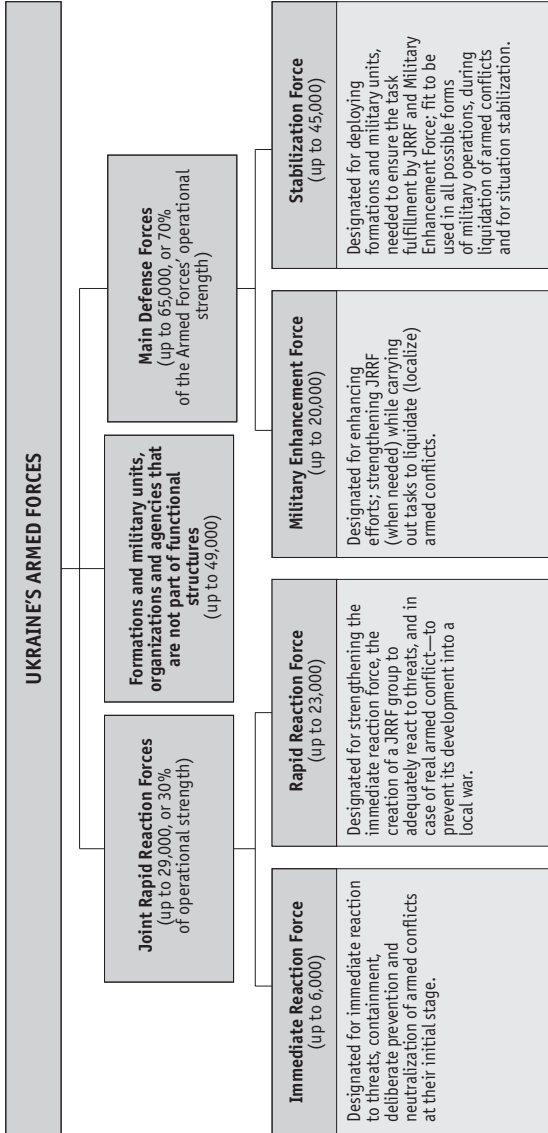 UKRAINE'S ARMED FORCES
Joint Rapid Reaction Forces
(up to 29,000, or 30%
of operational strength)
Formations and military units,
organizations and agencies that
are not part of functional
structures
(up to 49,000)
Main Defense Forces
(up to 65,000, or 70%
of the Armed Forces' operational
strength)
Immediate Reaction Force
(up to 6,000)
Designated for immediate reaction
to threats, containment,
deliberate prevention and
neutralization of armed conflicts
at their initial stage.
Rapid Reaction Force
(up to 23,000)
Designated for strengthening the
immediate reaction force, the
creation of a JRRF group to
adequately react to threats, and in
case of real armed conflict—to
prevent its development into a
local war.
Military Enhancement Force
(up to 20,000)
Designated for enhancing
efforts; strengthening JRRF
(when needed) while carrying
out tasks to liquidate (localize)
armed conflicts.
Stabilization Force
(up to 45,000)
Designated for deploying
formations and military units,
needed to ensure the task
fulfillment by JRRF and Military
Enhancement Force; fit to be
used in all possible forms
of military operations, during
liquidation of armed conflicts
and for situation stabilization.